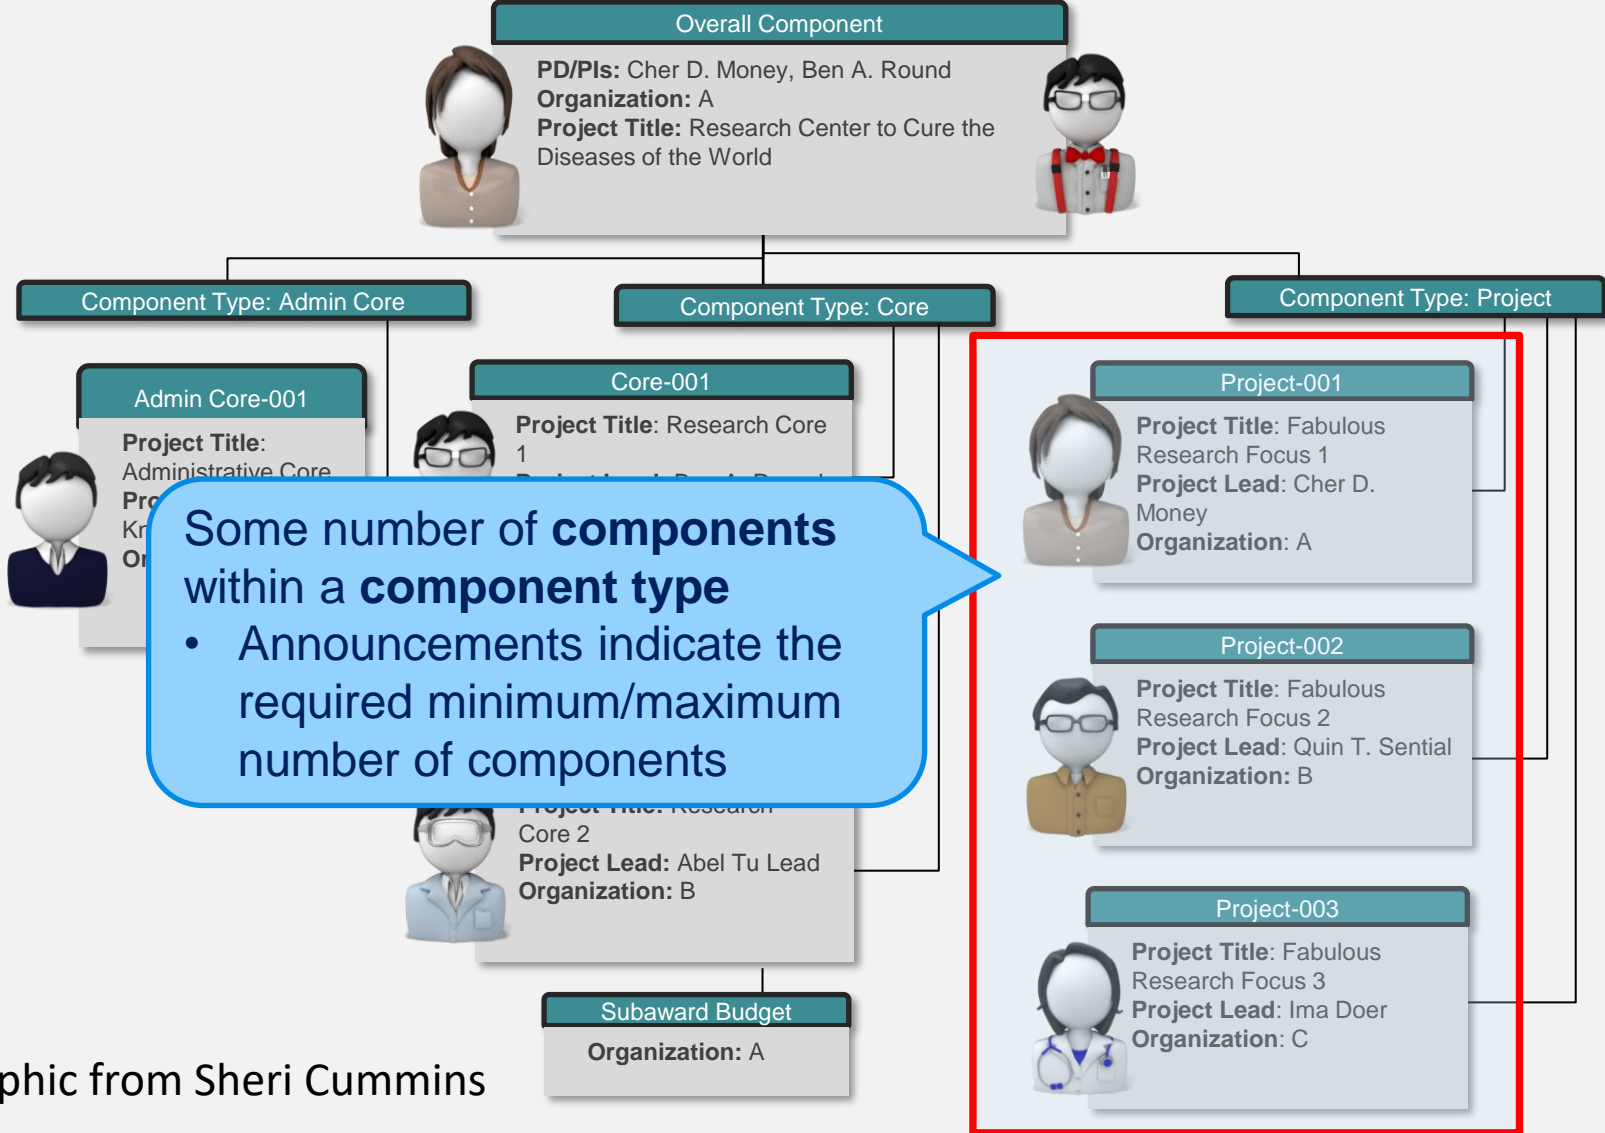 Overall Component
PD/PIs: Cher D. Money, Ben A. Round
Organization: A
Project Title: Research Center to Cure the
Diseases of the World
Component Type: Admin Core
Component Type: Core
Component Type: Project
Admin Core-001
Project Title:
Administrative Core
Core-001
Project Title: Research Core
1
Some number of components
within a component type
• Announcements indicate the
required minimum/maximum
number of components
Project Title: Research
Core 2
Project Lead: Abel Tu Lead
Organization: B
Subaward Budget
Organization: A
Project-001
Project Title: Fabulous
Research Focus 1
Project Lead: Cher D.
Money
Organization: A
Project-002
Project Title: Fabulous
Research Focus 2
Project Lead: Quin T. Sential
Organization: B
Project-003
Project Title: Fabulous
Research Focus 3
Project Lead: Ima Doer
Organization: C
phic from Sheri Cummins